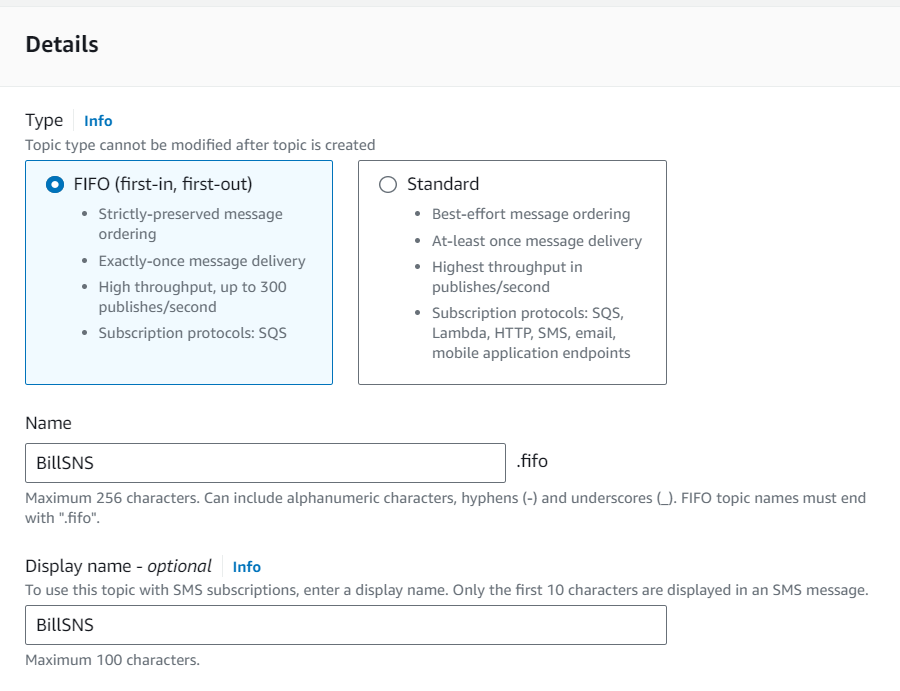 Details
Type Info
Topic type cannot be modified after topic is created
FIFO (first-in, first-out)
• Strictly-preserved message
ordering
• Exactly-once message delivery
• High throughput, up to 300
publishes/second
• Subscription protocols: SQS
Standard
• Best-effort message ordering
• At-least once message delivery
• Highest throughput in
publishes/second
• Subscription protocols: SQS,
Lambda, HTTP, SMS, email,
mobile application endpoints
Name
BillSNS .fifo
Maximum 256 characters. Can include alphanumeric characters, hyphens (-) and underscores (_). FIFO topic names must end
with ".fifo".
Display name - optional Info
To use this topic with SMS subscriptions, enter a display name. Only the first 10 characters are displayed in an SMS message.
BillSNS
Maximum 100 characters.